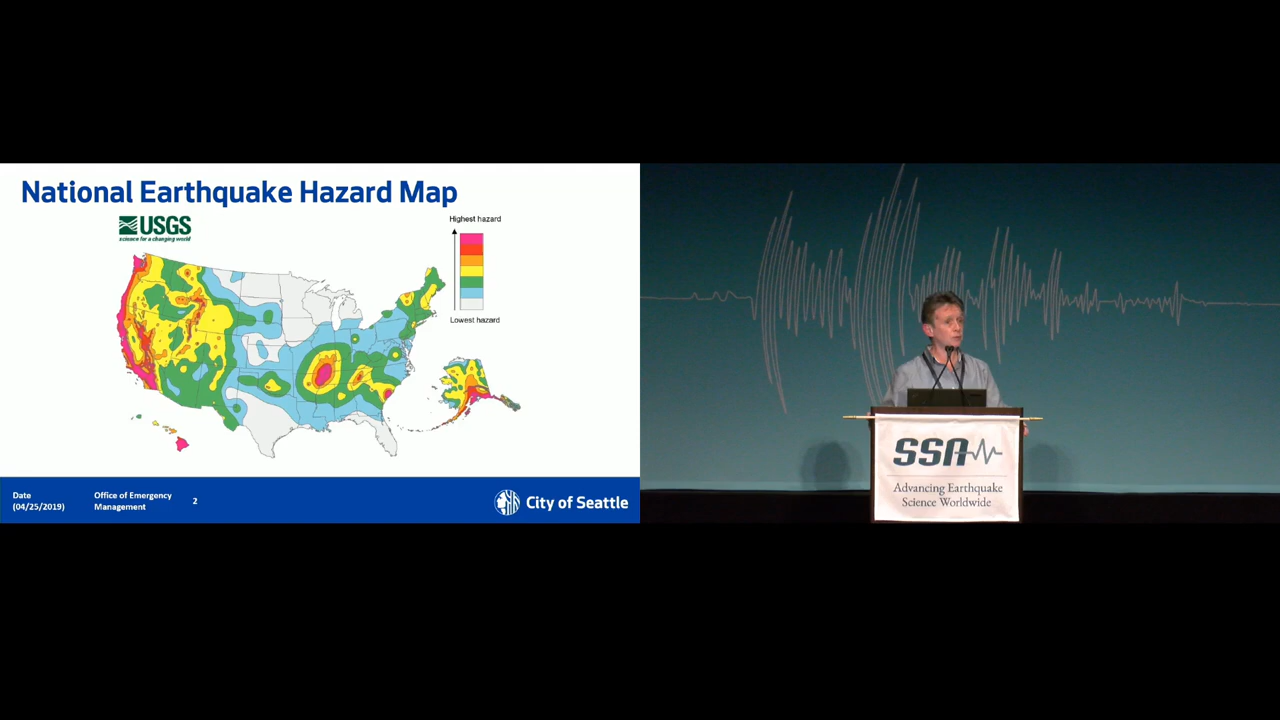 National Earthquake Hazard Map
USGS
science for a changing world
Highest hazard
Lowest hazard
Date
(04/25/2019)
Office of Emergency
Management
2
City of Seattle
SSA
Advancing Earthquake
Science Worldwide